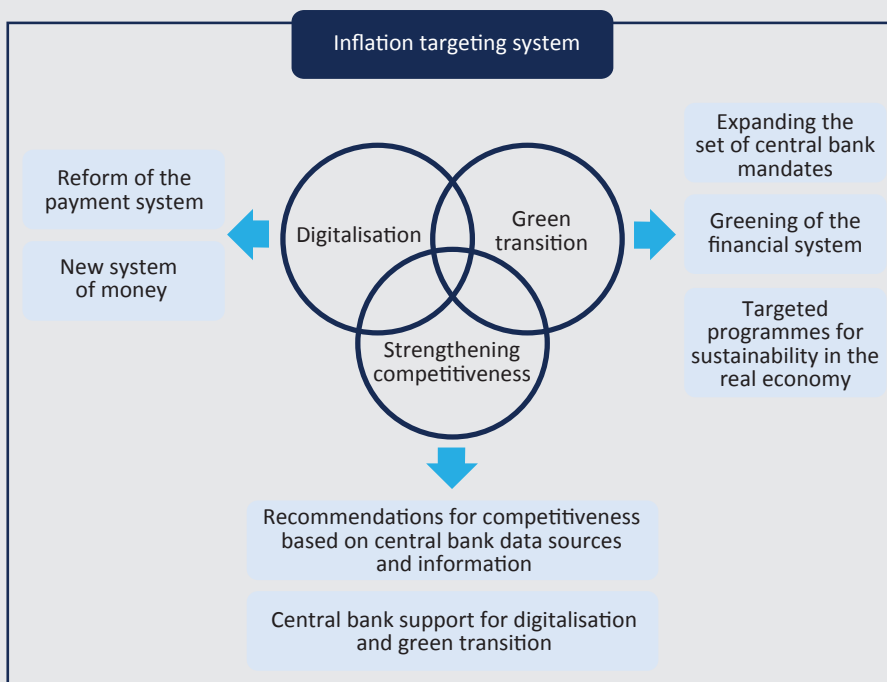 Inflation targeting system
Reform of the
payment system
New system
of money
Digitalisation
Green
transition
Strengthening
competitiveness
Expanding the
set of central bank
mandates
Greening of the
financial system
Targeted
programmes for
sustainability in the
real economy
Recommendations for competitiveness
based on central bank data sources
and information
Central bank support for digitalisation
and green transition